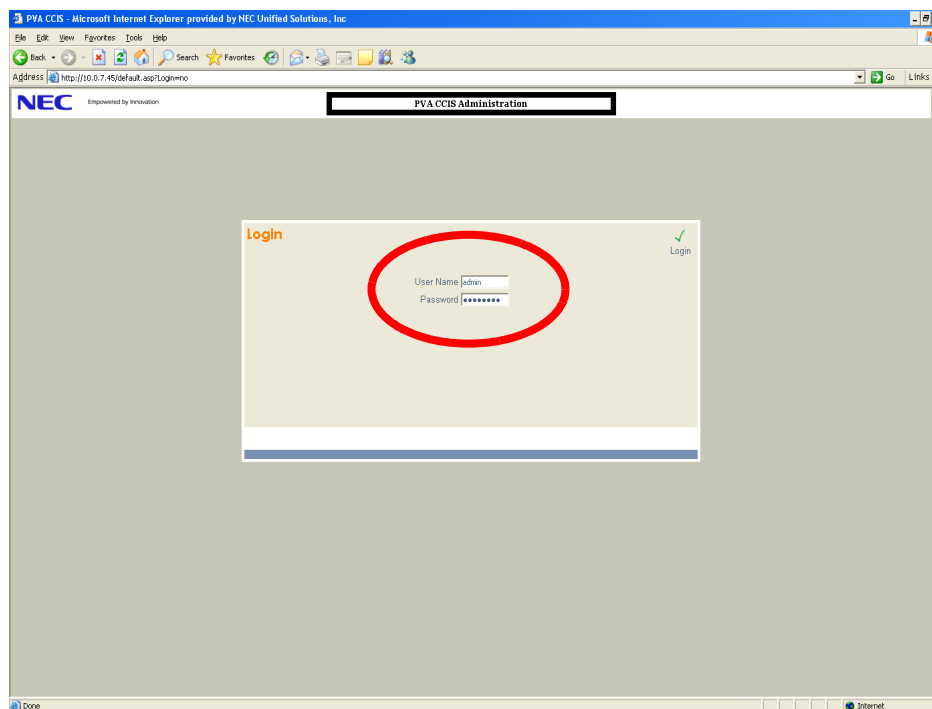 PVA CCIS - Microsoft Internet Explorer provided by NEC Unified Solutions, Inc
File Edit View Favorites Tools Help
Back Search Favorites
Address http://10.0.7.45/default.asp?Login=no Go Links
NEC Empowered by Innovation PVA CCIS Administration
Login
Login
User Name admin
Password ••••••••
Done Internet